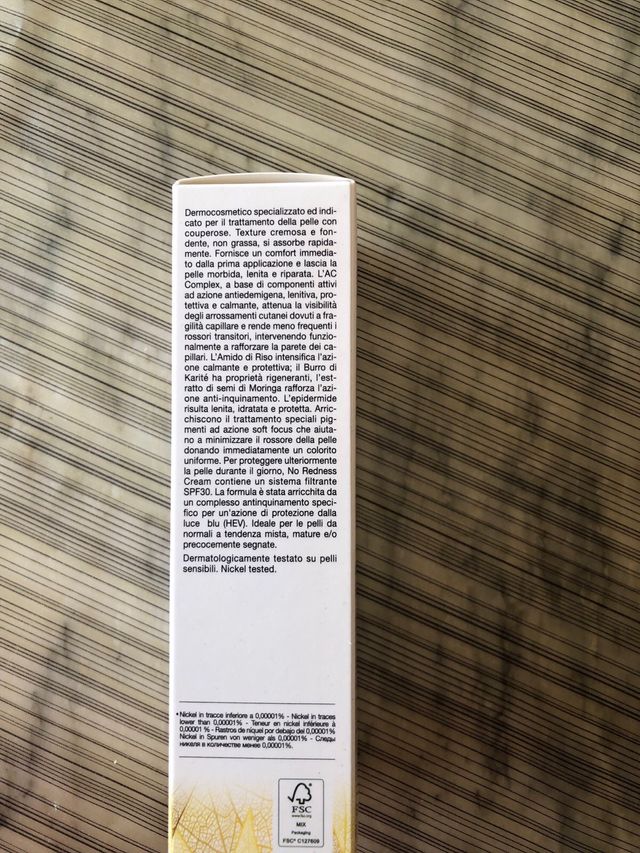 Dermocosmetico specializzato ed indi-
cato per il trattamento della pelle con
couperose. Texture cremosa e fon-
dente, non grassa, si assorbe rapida-
mente. Fornisce un comfort immedia-
to dalla prima applicazione e lascia la
pelle morbida, lenita e riparata. L'AC
Complex, a base di componenti attivi
ad azione antiedemigena, lenitiva, pro-
tettiva e calmante, attenua la visibilità
degli arrossamenti cutanei dovuti a fra-
gilità capillare e rende meno frequenti i
rossori transitori, intervenendo funzio-
nalmente a rafforzare la parete dei ca-
pillari. L'Amido di Riso intensifica l'azi-
one calmante e protettiva; il Burro di
Karité ha proprietà rigeneranti, l'est-
ratto di semi di Moringa rafforza l'azi-
one anti-inquinamento. L'epidermide
risulta lenita, idratata e protetta. Arric-
chiscono il trattamento speciali pig-
menti ad azione soft focus che aiuta-
no a minimizzare il rossore della pelle
donando immediatamente un colorito
uniforme. Per proteggere ulteriormente
la pelle durante il giorno, No Redness
Cream contiene un sistema filtrante
SPF30. La formula è stata arricchita da
un complesso antinquinamento speci-
fico per un'azione di protezione dalla
luce blu (HEV). Ideale per le pelli da
normali a tendenza mista, mature e/o
precocemente segnate.
Dermatologicamente testato su pelli
sensibili. Nickel tested.
• Nickel in tracce inferiore a 0,00001% - Nickel in traces
lower than 0,00001% - Teneur en nickel inférieure à
0,00001 % - Rastros de níquel por debajo del 0,00001%
Nickel in Spuren von weniger als 0,00001% - Следы
никеля в количестве менее 0,00001%.
FSC
www.fsc.org
MIX
Packaging
FSC® C127609